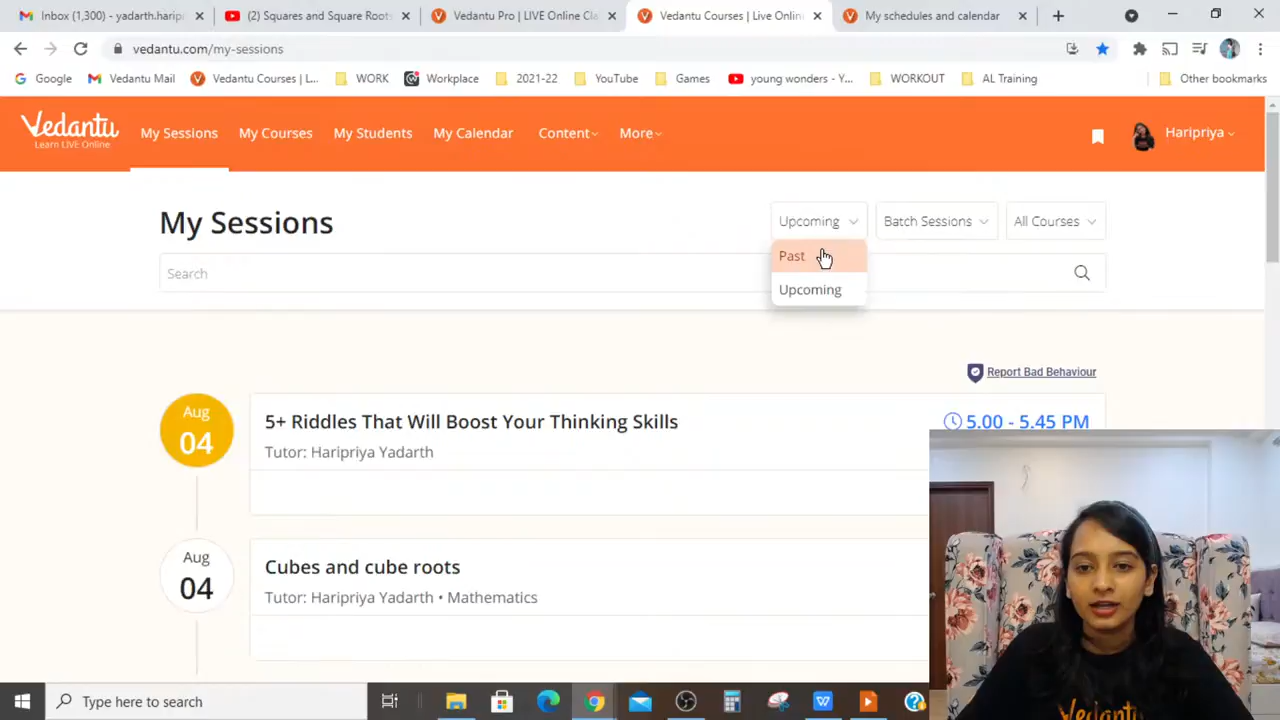 Inbox (1,300) - yadarth.harip
(2) Squares and Square Roots
Vedantu Pro | LIVE Online Cl
Vedantu Courses | Live Onlin
My schedules and calendar
vedantu.com/my-sessions
Google
Vedantu Mail
Vedantu Courses | L...
WORK
Workplace
2021-22
YouTube
Games
young wonders - Y...
WORKOUT
AL Training
Other bookmarks
Vedantu
Learn LIVE Online
My Sessions
My Courses
My Students
My Calendar
Content
More
Haripriya
My Sessions
Upcoming
Batch Sessions
All Courses
Past
Upcoming
Search
Report Bad Behaviour
Aug
04
5+ Riddles That Will Boost Your Thinking Skills
5.00 - 5.45 PM
Tutor: Haripriya Yadarth
Aug
04
Cubes and cube roots
Tutor: Haripriya Yadarth • Mathematics
Vedantu
Type here to search